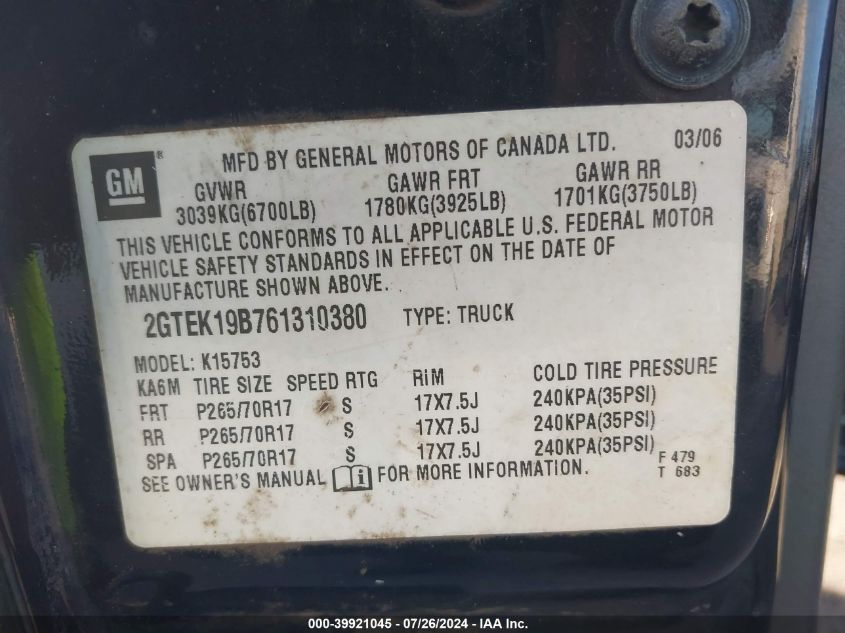 GM ® MFD BY GENERAL MOTORS OF CANADA LTD. 03/06
GVWR GAWR FRT GAWR RR
3039KG(6700LB) 1780KG(3925LB) 1701KG(3750LB)
THIS VEHICLE CONFORMS TO ALL APPLICABLE U.S. FEDERAL MOTOR
VEHICLE SAFETY STANDARDS IN EFFECT ON THE DATE OF
MANUFACTURE SHOWN ABOVE.
2GTEK19B761310380 TYPE: TRUCK
MODEL: K15753
KA6M TIRE SIZE SPEED RTG RIM COLD TIRE PRESSURE
FRT P265/70R17 S 17X7.5J 240KPA(35PSI)
RR P265/70R17 S 17X7.5J 240KPA(35PSI)
SPA P265/70R17 S 17X7.5J 240KPA(35PSI)
SEE OWNER'S MANUAL i FOR MORE INFORMATION.
F 479
T 683
000-39921045 - 07/26/2024 - IAA Inc.